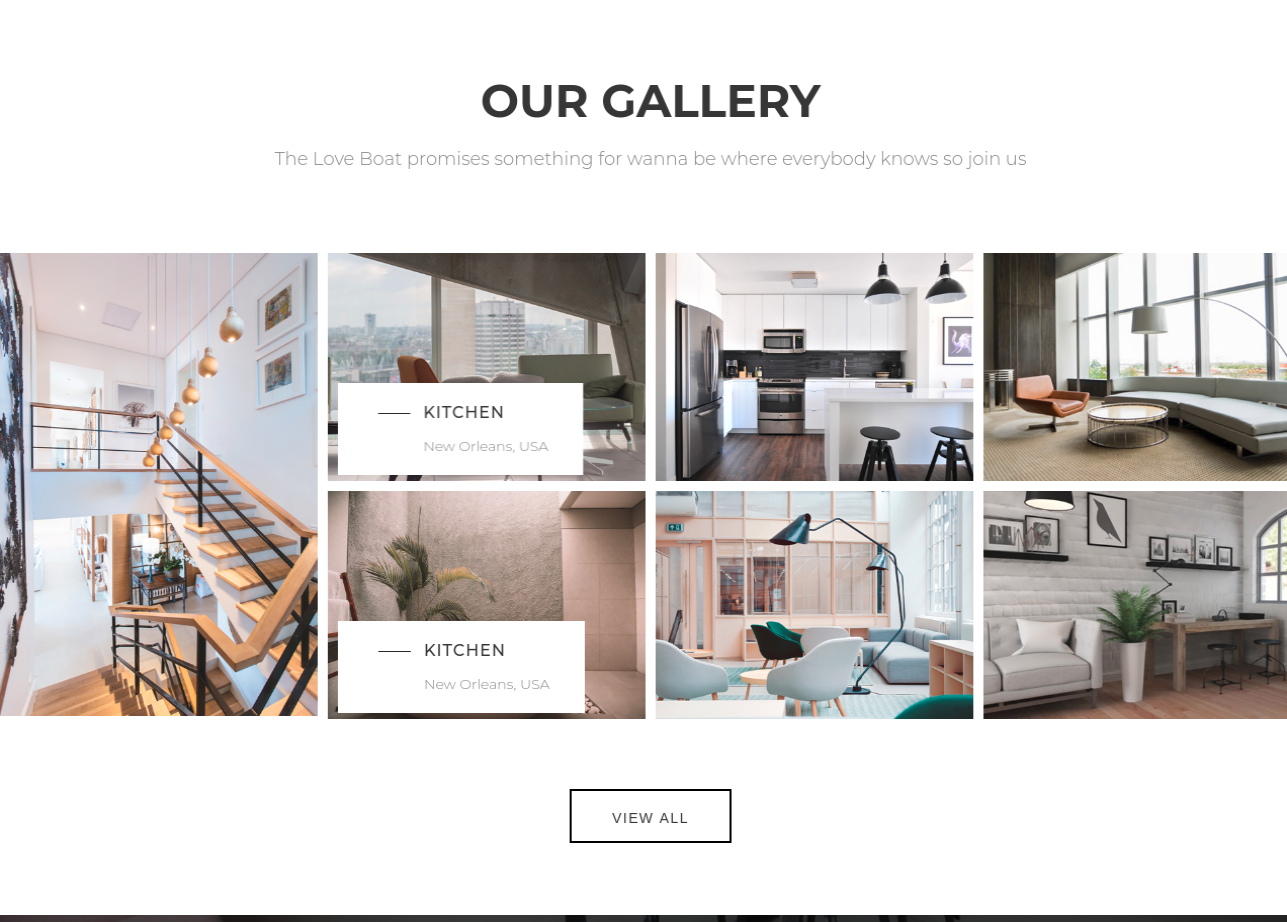 OUR GALLERY
The Love Boat promises something for wanna be where everybody knows so join us
KITCHEN
New Orleans, USA
KITCHEN
New Orleans, USA
VIEW ALL